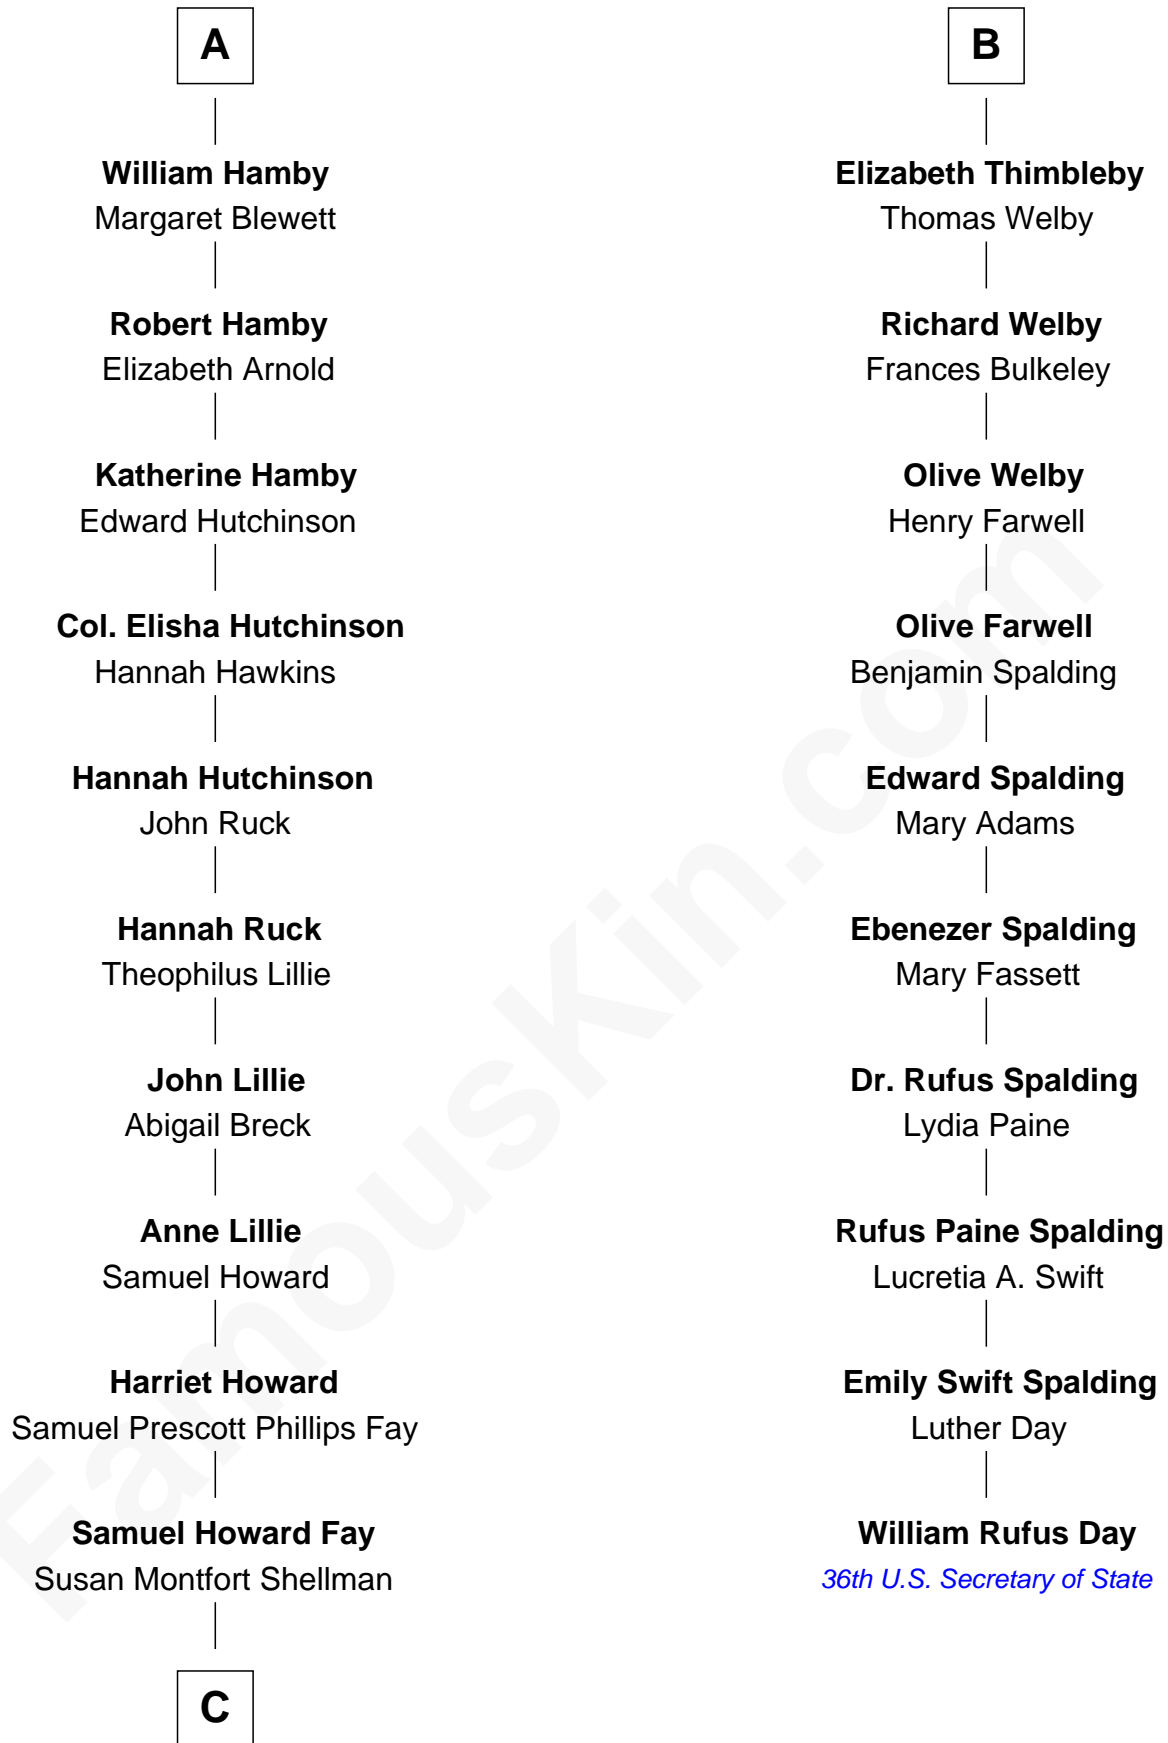 A
William Hamby
Margaret Blewett
Robert Hamby
Elizabeth Arnold
Katherine Hamby
Edward Hutchinson
Col. Elisha Hutchinson
Hannah Hawkins
Hannah Hutchinson
John Ruck
Hannah Ruck
Theophilus Lillie
John Lillie
Abigail Breck
Anne Lillie
Samuel Howard
Harriet Howard
Samuel Prescott Phillips Fay
Samuel Howard Fay
Susan Montfort Shellman
C
B
Elizabeth Thimbleby
Thomas Welby
Richard Welby
Frances Bulkeley
Olive Welby
Henry Farwell
Olive Farwell
Benjamin Spalding
Edward Spalding
Mary Adams
Ebenezer Spalding
Mary Fassett
Dr. Rufus Spalding
Lydia Paine
Rufus Paine Spalding
Lucretia A. Swift
Emily Swift Spalding
Luther Day
William Rufus Day
36th U.S. Secretary of State
FamousKin.com